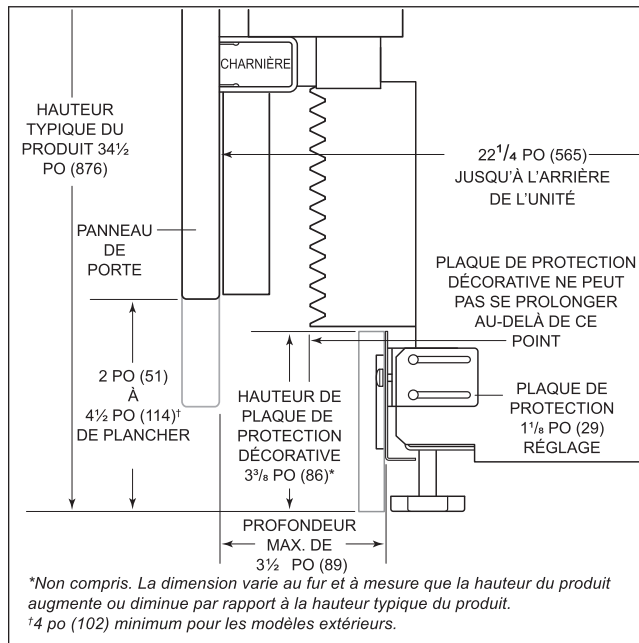 CHARNIÈRE
HAUTEUR
TYPIQUE DU
PRODUIT 34½
PO (876)
22¹/₄ PO (565)
JUSQU'À L'ARRIÈRE
DE L'UNITÉ
PANNEAU
DE
PORTE
PLAQUE DE PROTECTION
DÉCORATIVE NE PEUT
PAS SE PROLONGER
AU-DELÀ DE CE
POINT
2 PO (51)
À
4½ PO (114)†
DE PLANCHER
HAUTEUR DE
PLAQUE DE
PROTECTION
DÉCORATIVE
3³/₈ PO (86)*
PLAQUE DE
PROTECTION
1¹/₈ PO (29)
RÉGLAGE
PROFONDEUR
MAX. DE
3½ PO (89)
*Non compris. La dimension varie au fur et à mesure que la hauteur du produit
augmente ou diminue par rapport à la hauteur typique du produit.
†4 po (102) minimum pour les modèles extérieurs.